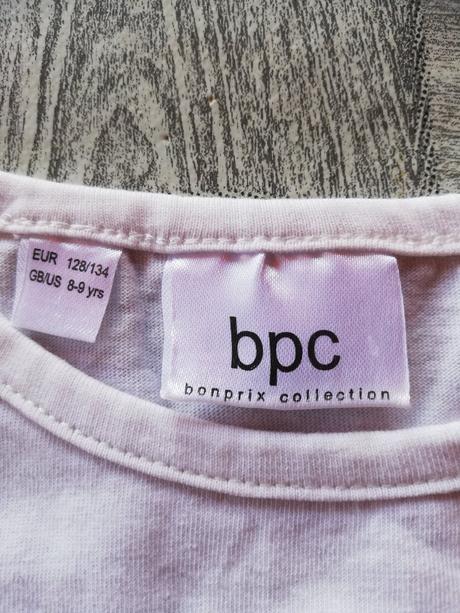 EUR 128/134
GB/US 8-9 yrs
bpc
bonprix collection